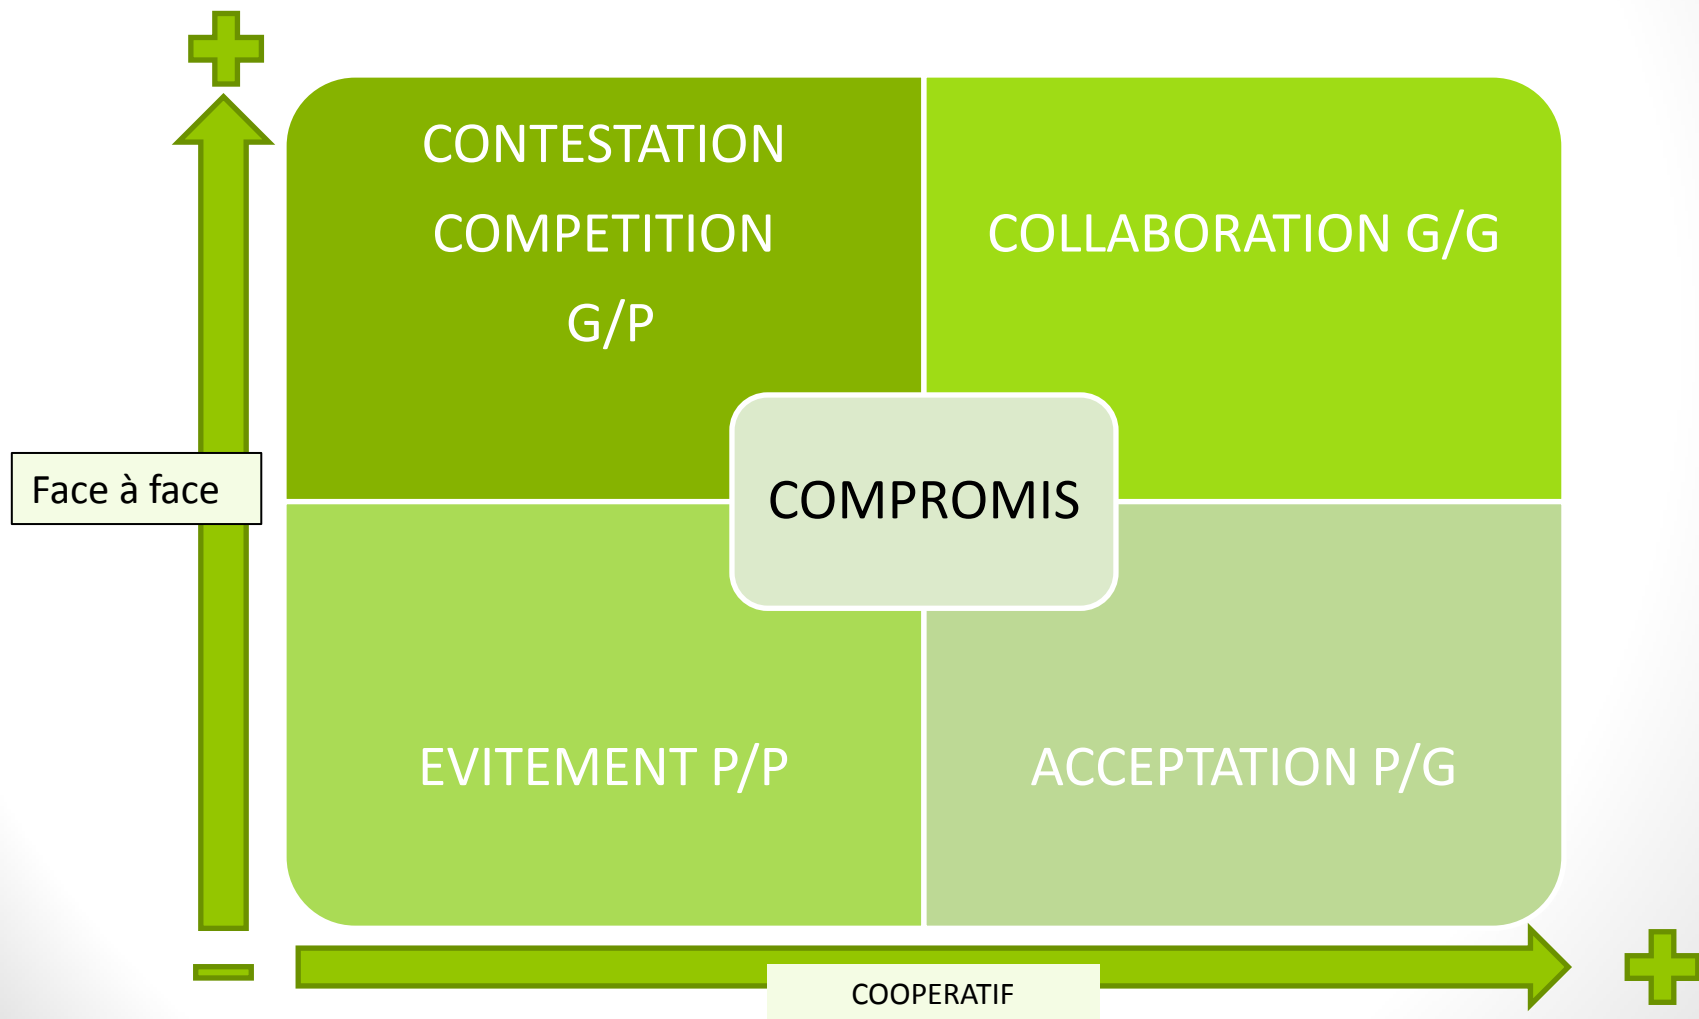 CONTESTATION
COMPETITION
G/P
COLLABORATION G/G
Face à face
COMPROMIS
EVITEMENT P/P
ACCEPTATION P/G
COOPERATIF